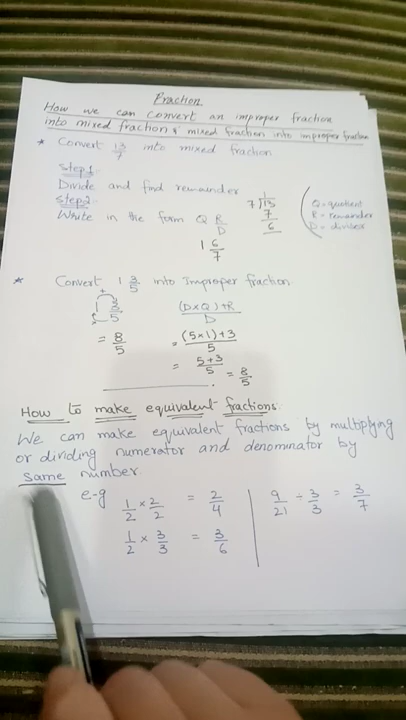 Fraction
How we can convert an improper fraction
into mixed fraction & mixed fraction into improper fraction
* Convert 13/7 into mixed fraction
Step 1
Divide and find remainder
Step 2
Write in the form Q R/D
1 6/7
1
7 13
7
6
Q = quotient
R = remainder
D = divisor
* Convert 1 3/5 into Improper fraction
+ 1 3/5 ×
= 8/5
(D×Q)+R/D
= (5×1)+3/5
= 5+3/5 = 8/5
How to make equivalent fractions:
We can make equivalent fractions by multiplying
or dividing numerator and denominator by
same number
e-g 1/2 × 2/2 = 2/4
1/2 × 3/3 = 3/6
9/21 ÷ 3/3 = 3/7